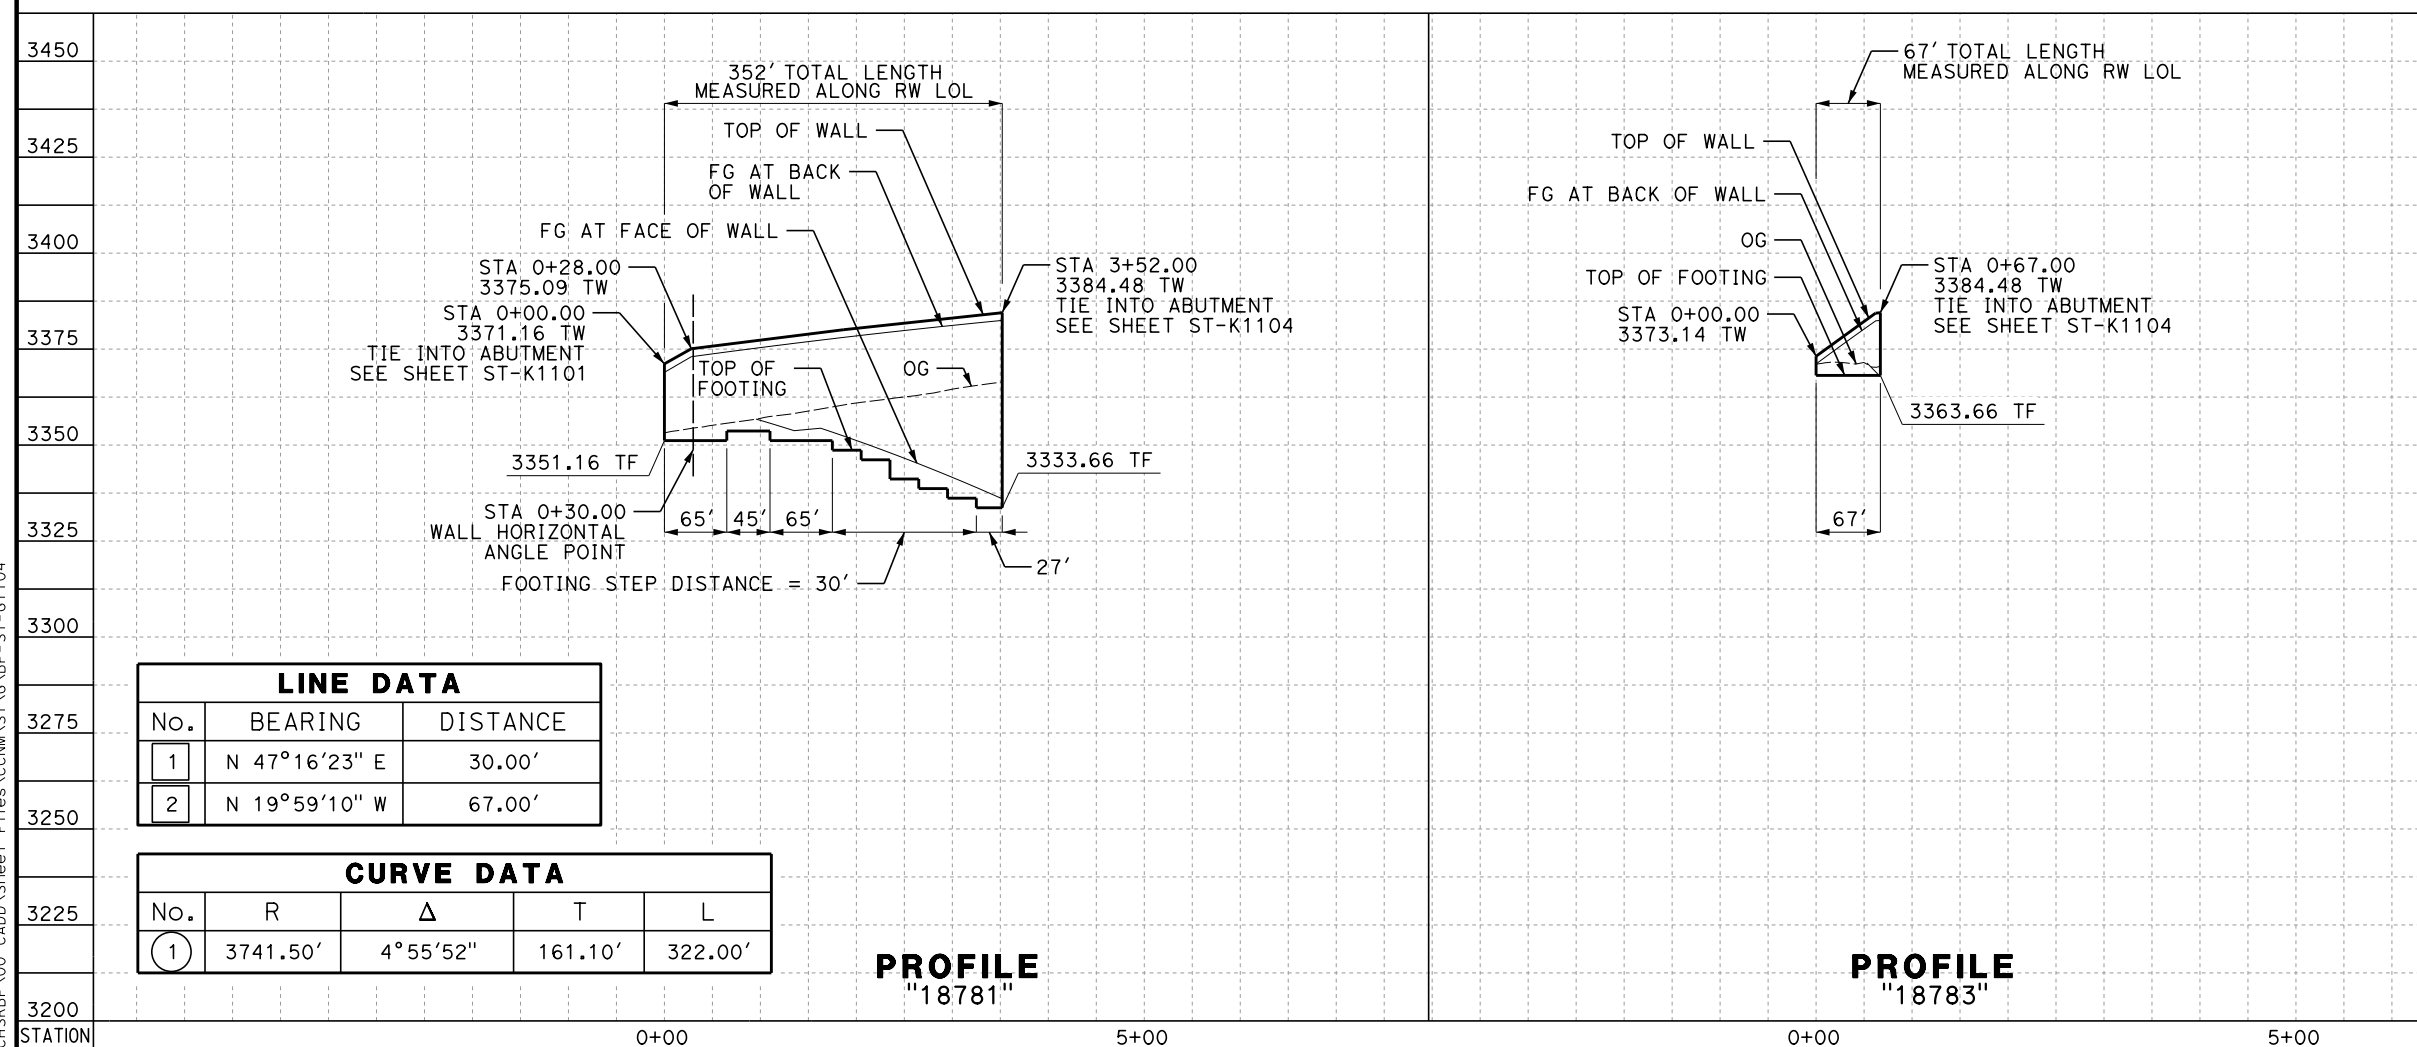 3450
3425
3400
3375
3350
3325
3300
3275
3250
3225
3200
STATION
352' TOTAL LENGTH
MEASURED ALONG RW LOL
TOP OF WALL
FG AT BACK
OF WALL
FG AT FACE OF WALL
STA 0+28.00
3375.09 TW
STA 0+00.00
3371.16 TW
TIE INTO ABUTMENT
SEE SHEET ST-K1101
STA 3+52.00
3384.48 TW
TIE INTO ABUTMENT
SEE SHEET ST-K1104
TOP OF
FOOTING
OG
3351.16 TF
3333.66 TF
STA 0+30.00
WALL HORIZONTAL
ANGLE POINT
65'
45'
65'
27'
FOOTING STEP DISTANCE = 30'
67' TOTAL LENGTH
MEASURED ALONG RW LOL
TOP OF WALL
FG AT BACK OF WALL
OG
TOP OF FOOTING
STA 0+00.00
3373.14 TW
STA 0+67.00
3384.48 TW
TIE INTO ABUTMENT
SEE SHEET ST-K1104
3363.66 TF
67'
LINE DATA
No. BEARING DISTANCE
1 N 47°16'23" E 30.00'
2 N 19°59'10" W 67.00'
CURVE DATA
No. R Δ T L
1 3741.50' 4°55'52" 161.10' 322.00'
PROFILE
"18781"
PROFILE
"18783"
0+00
5+00
0+00
5+00